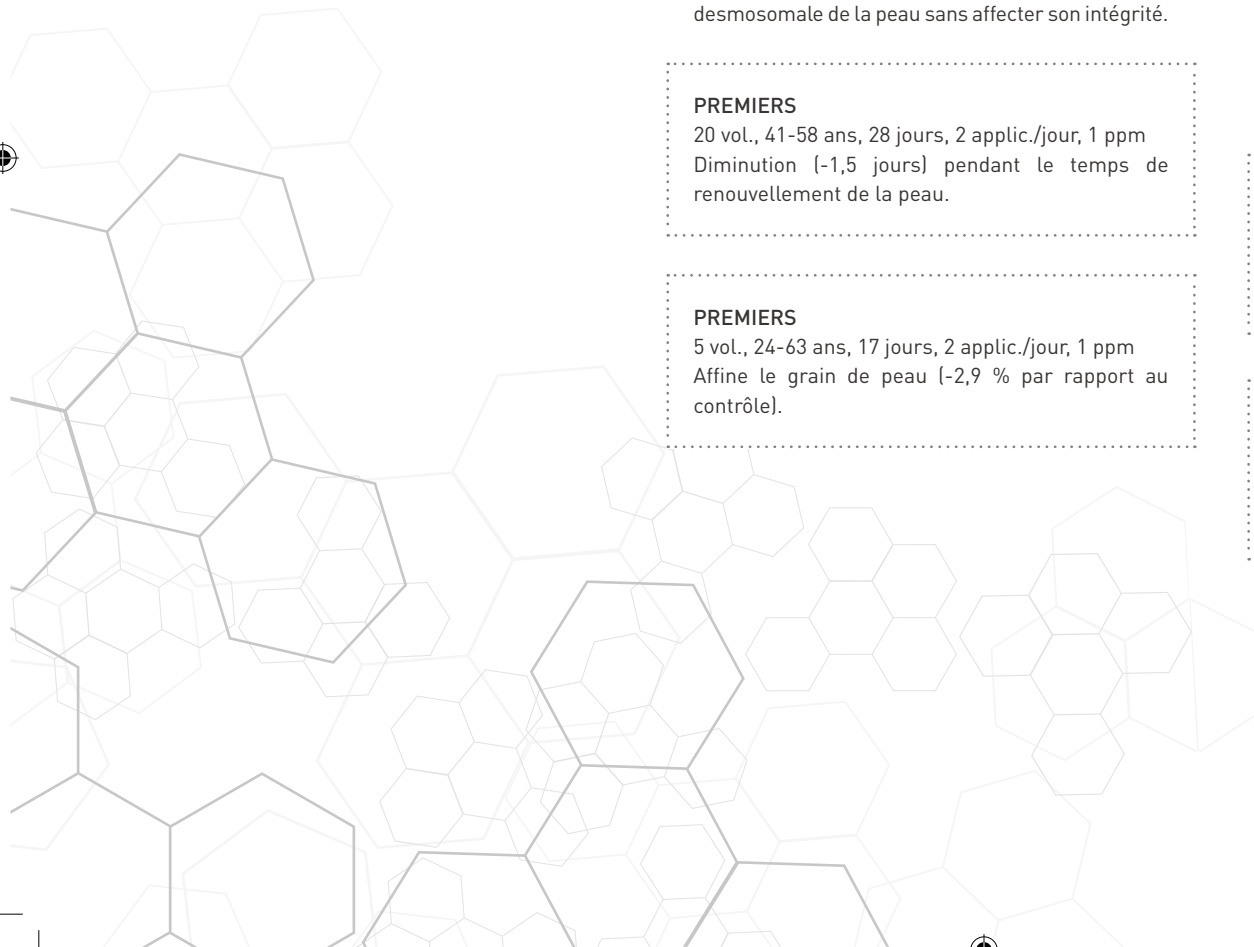 desmosomale de la peau sans affecter son intégrité.
PREMIERS
20 vol., 41-58 ans, 28 jours, 2 applic./jour, 1 ppm
Diminution (-1,5 jours) pendant le temps de
renouvellement de la peau.
PREMIERS
5 vol., 24-63 ans, 17 jours, 2 applic./jour, 1 ppm
Affine le grain de peau (-2,9 % par rapport au
contrôle).